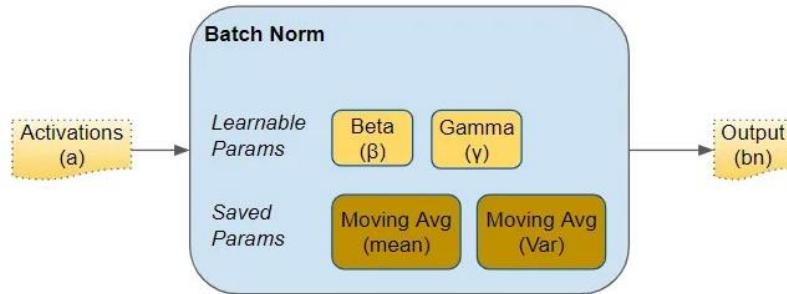 Batch Norm
Activations
(a)
Learnable
Params
Beta
(β)
Gamma
(γ)
Output
(bn)
Saved
Params
Moving Avg
(mean)
Moving Avg
(Var)